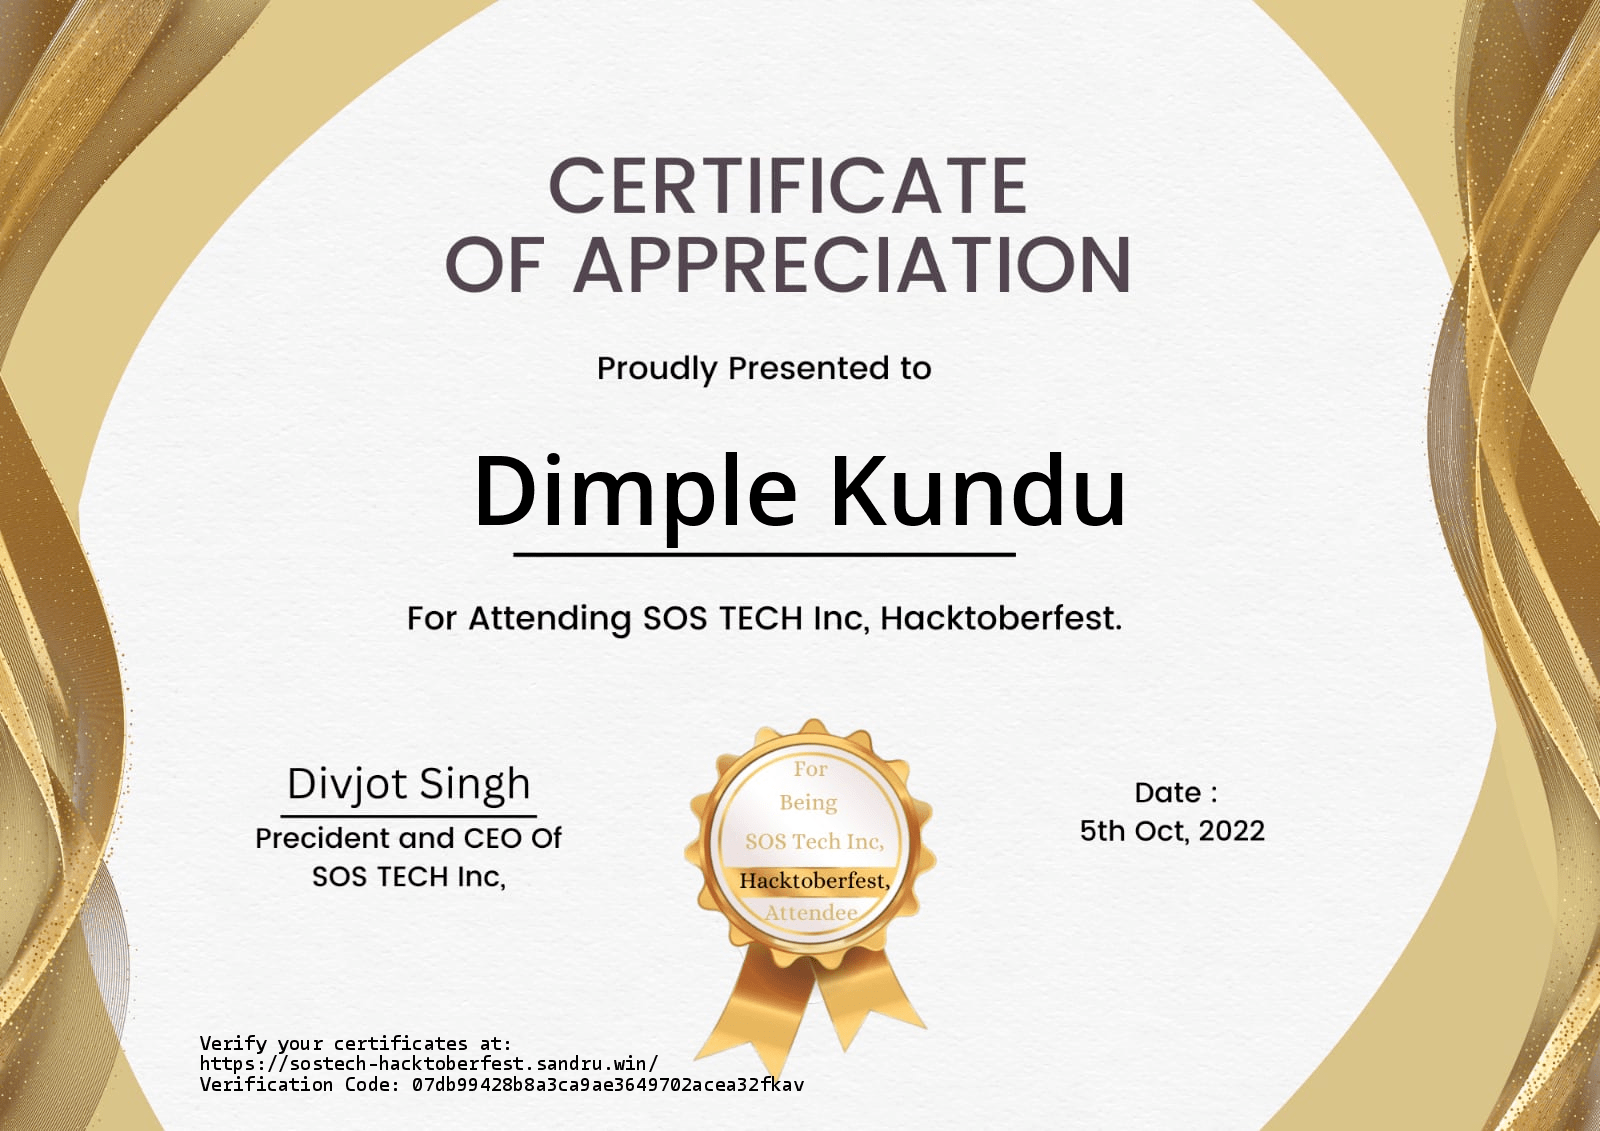 CERTIFICATE
OF APPRECIATION
Proudly Presented to
Dimple Kundu
For Attending SOS TECH Inc, Hacktoberfest.
Divjot Singh
Precident and CEO Of
SOS TECH Inc,
For
Being
SOS Tech Inc,
Hacktoberfest,
Attendee
Date :
5th Oct, 2022
Verify your certificates at:
https://sostech-hacktoberfest.sandru.win/
Verification Code: 07db99428b8a3ca9ae3649702acea32fkav